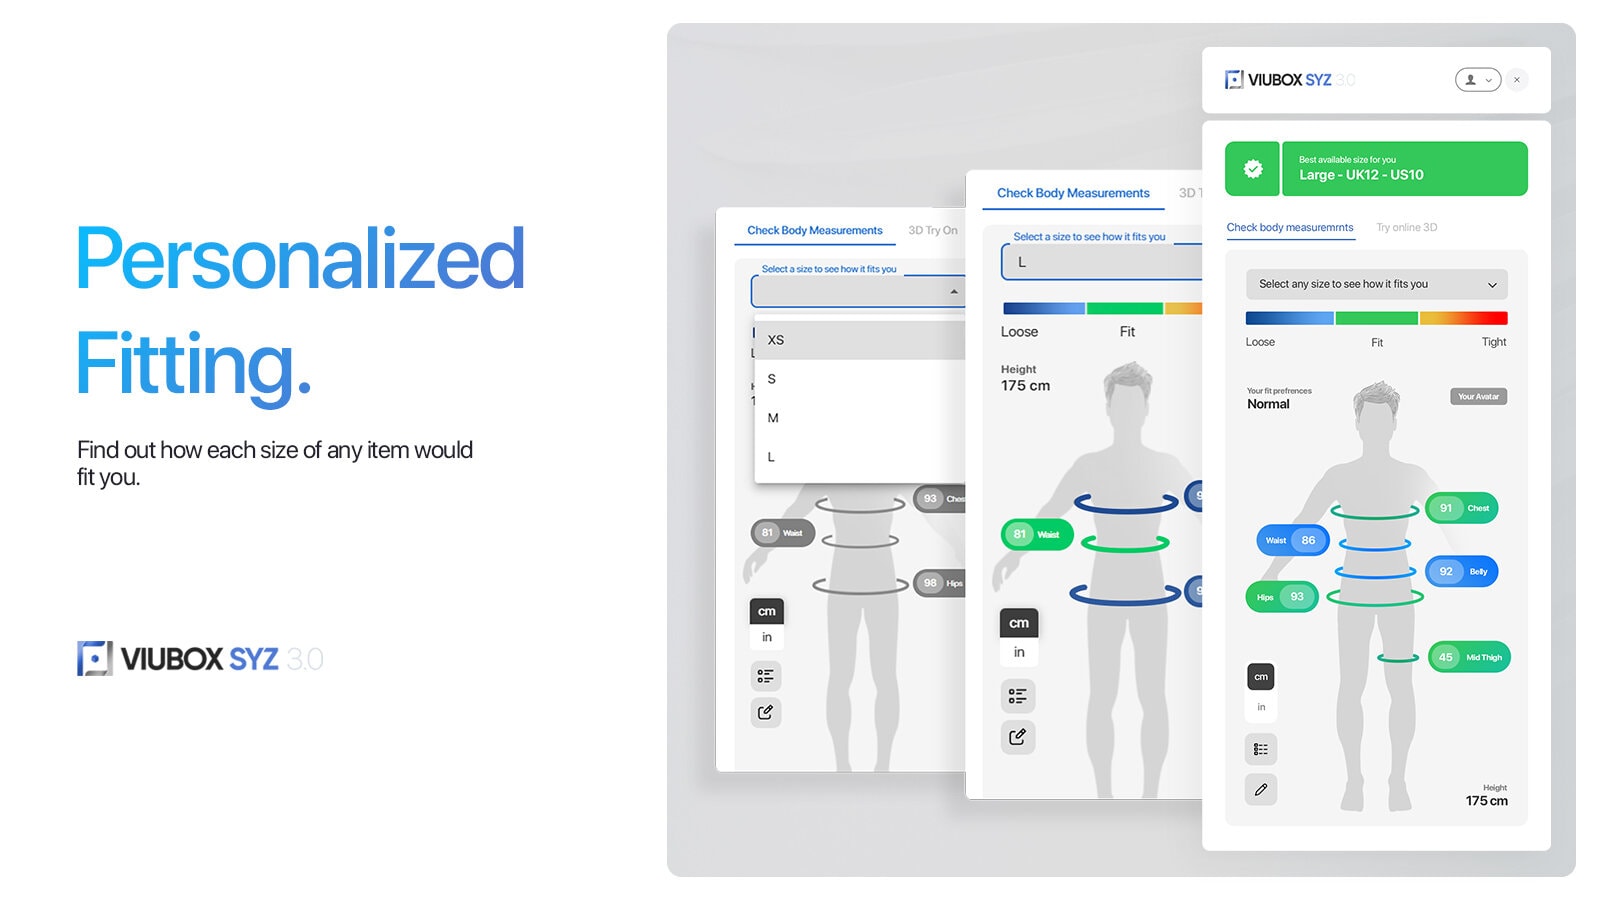 Personalized
Fitting.
Find out how each size of any item would
fit you.
VIUBOX SYZ 3.0
Check Body Measurements
3D Try On
Select a size to see how it fits you
XS
S
M
L
93 Chest
81 Waist
98 Hips
cm
in
Check Body Measurements
3D T
Select a size to see how it fits you
L
Loose
Fit
Height
175 cm
81 Waist
cm
in
VIUBOX SYZ 3.0
Best available size for you
Large - UK12 - US10
Check body measuremrnts
Try online 3D
Select any size to see how it fits you
Loose
Fit
Tight
Your fit prefrences
Normal
Your Avatar
91 Chest
Waist 86
92 Belly
Hips 93
45 Mid Thigh
cm
in
Height
175 cm